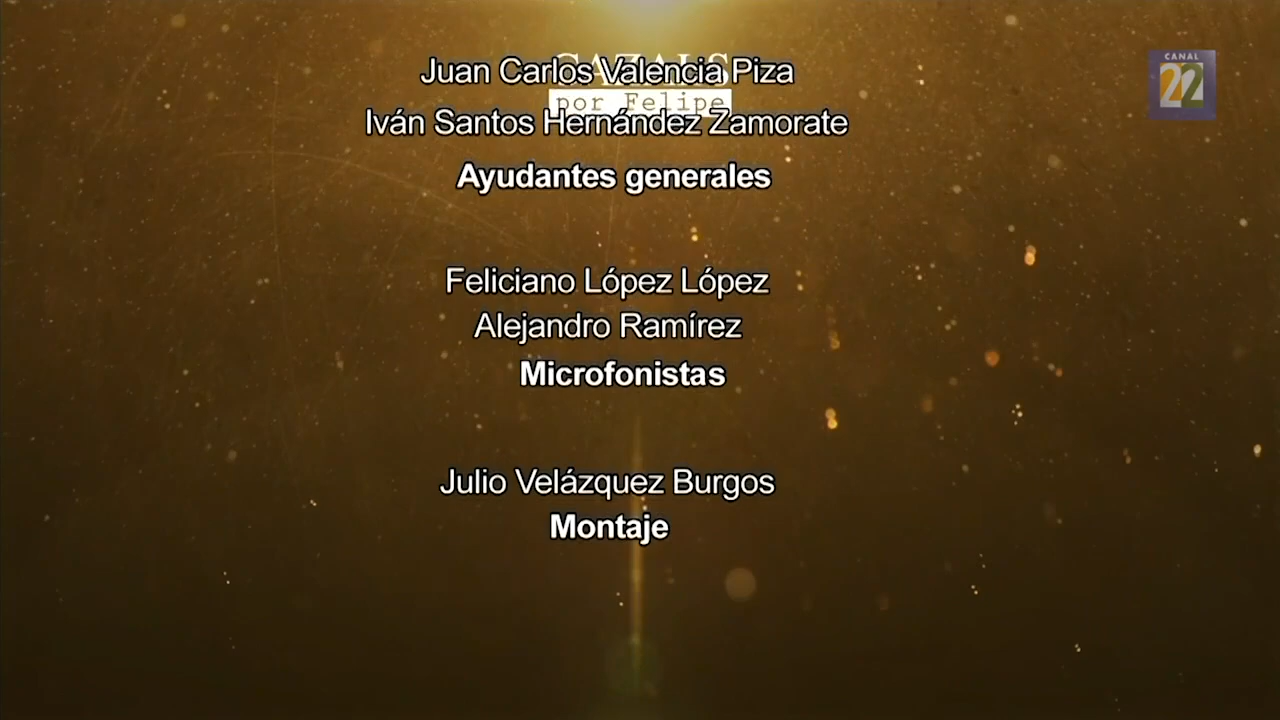 CAZALS
por Felipe
Juan Carlos Valencia Piza
Iván Santos Hernández Zamorate
Ayudantes generales
Feliciano López López
Alejandro Ramírez
Microfonistas
Julio Velázquez Burgos
Montaje
CANAL
22